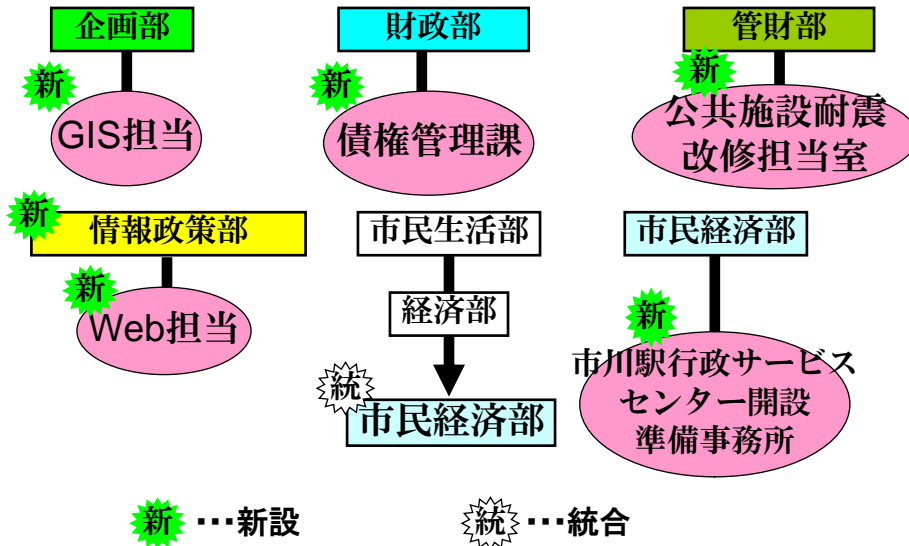 企画部
新
GIS担当
財政部
新
債権管理課
管財部
新
公共施設耐震
改修担当室
新
情報政策部
新
Web担当
市民生活部
経済部
統
市民経済部
市民経済部
新
市川駅行政サービス
センター開設
準備事務所
新 …新設
統 …統合